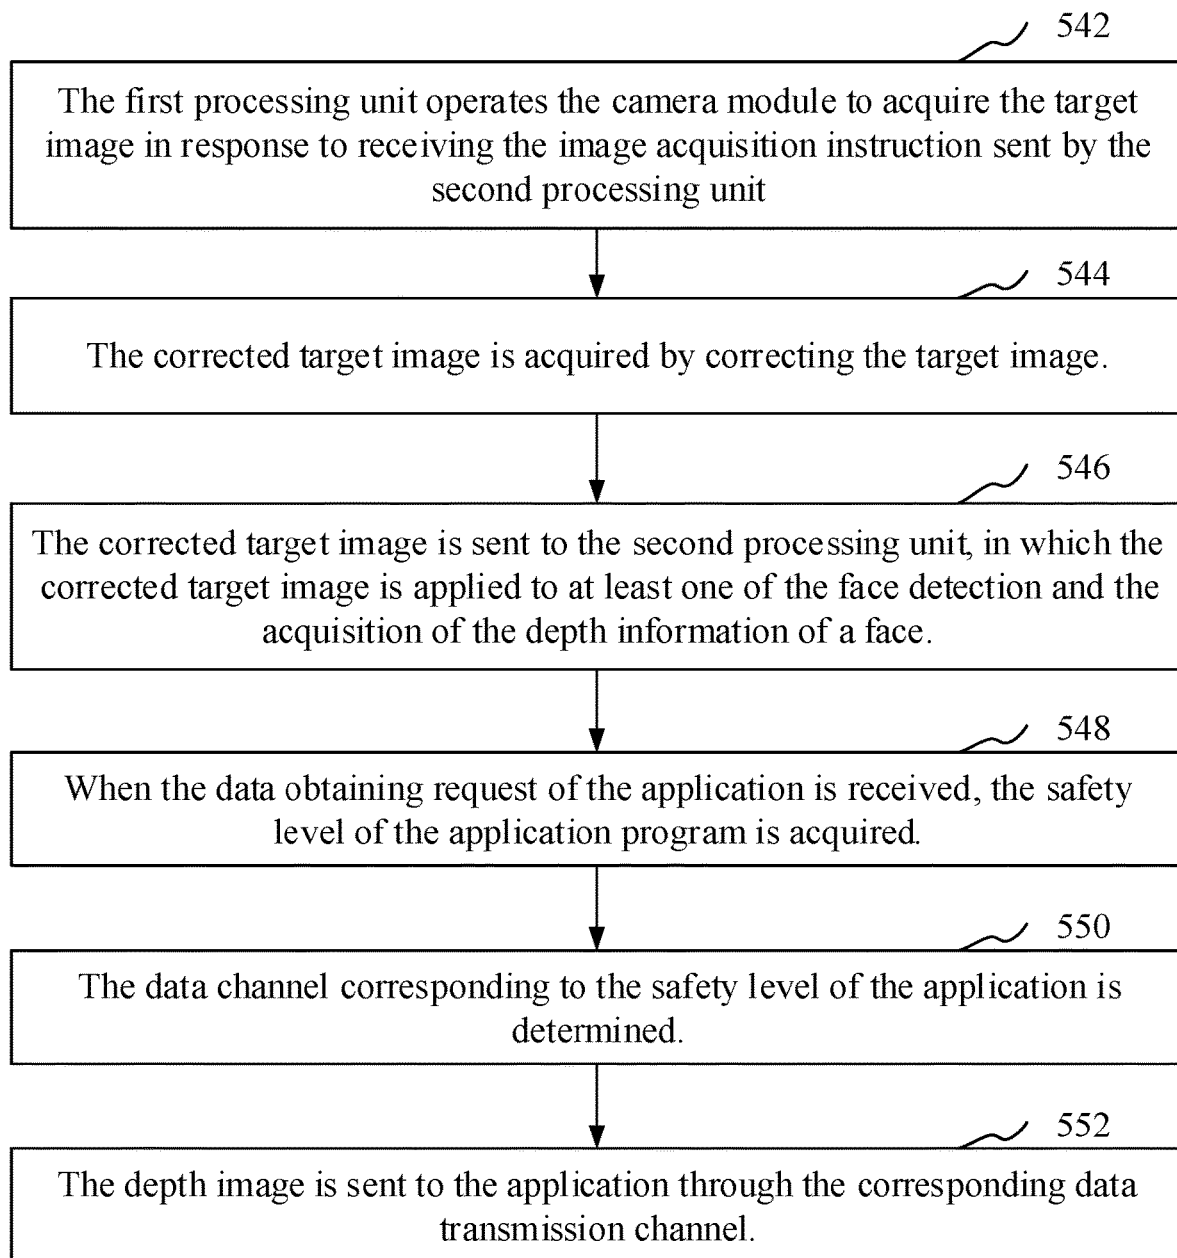 542
The first processing unit operates the camera module to acquire the target
image in response to receiving the image acquisition instruction sent by the
second processing unit
544
The corrected target image is acquired by correcting the target image.
546
The corrected target image is sent to the second processing unit, in which the
corrected target image is applied to at least one of the face detection and the
acquisition of the depth information of a face.
548
When the data obtaining request of the application is received, the safety
level of the application program is acquired.
550
The data channel corresponding to the safety level of the application is
determined.
552
The depth image is sent to the application through the corresponding data
transmission channel.